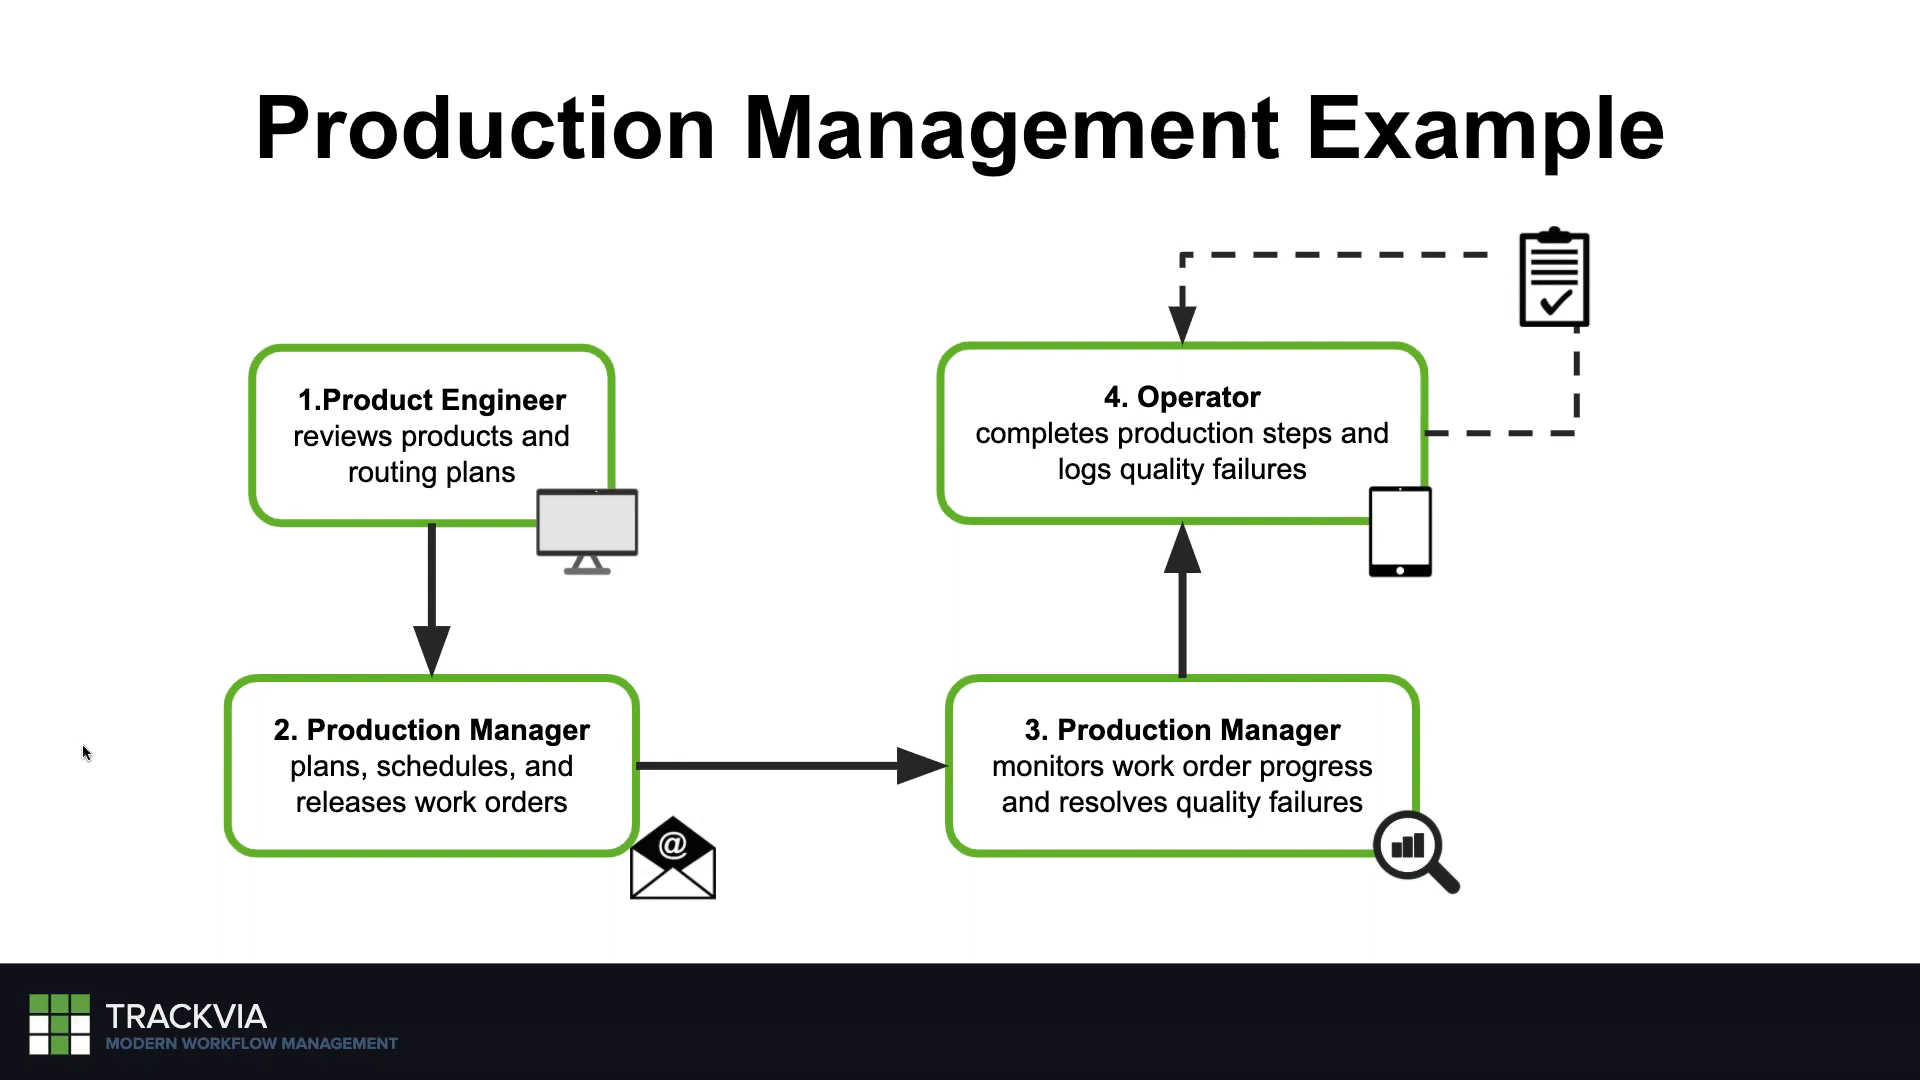 Production Management Example
1.Product Engineer
reviews products and
routing plans
2. Production Manager
plans, schedules, and
releases work orders
@
3. Production Manager
monitors work order progress
and resolves quality failures
4. Operator
completes production steps and
logs quality failures
TRACKVIA
MODERN WORKFLOW MANAGEMENT